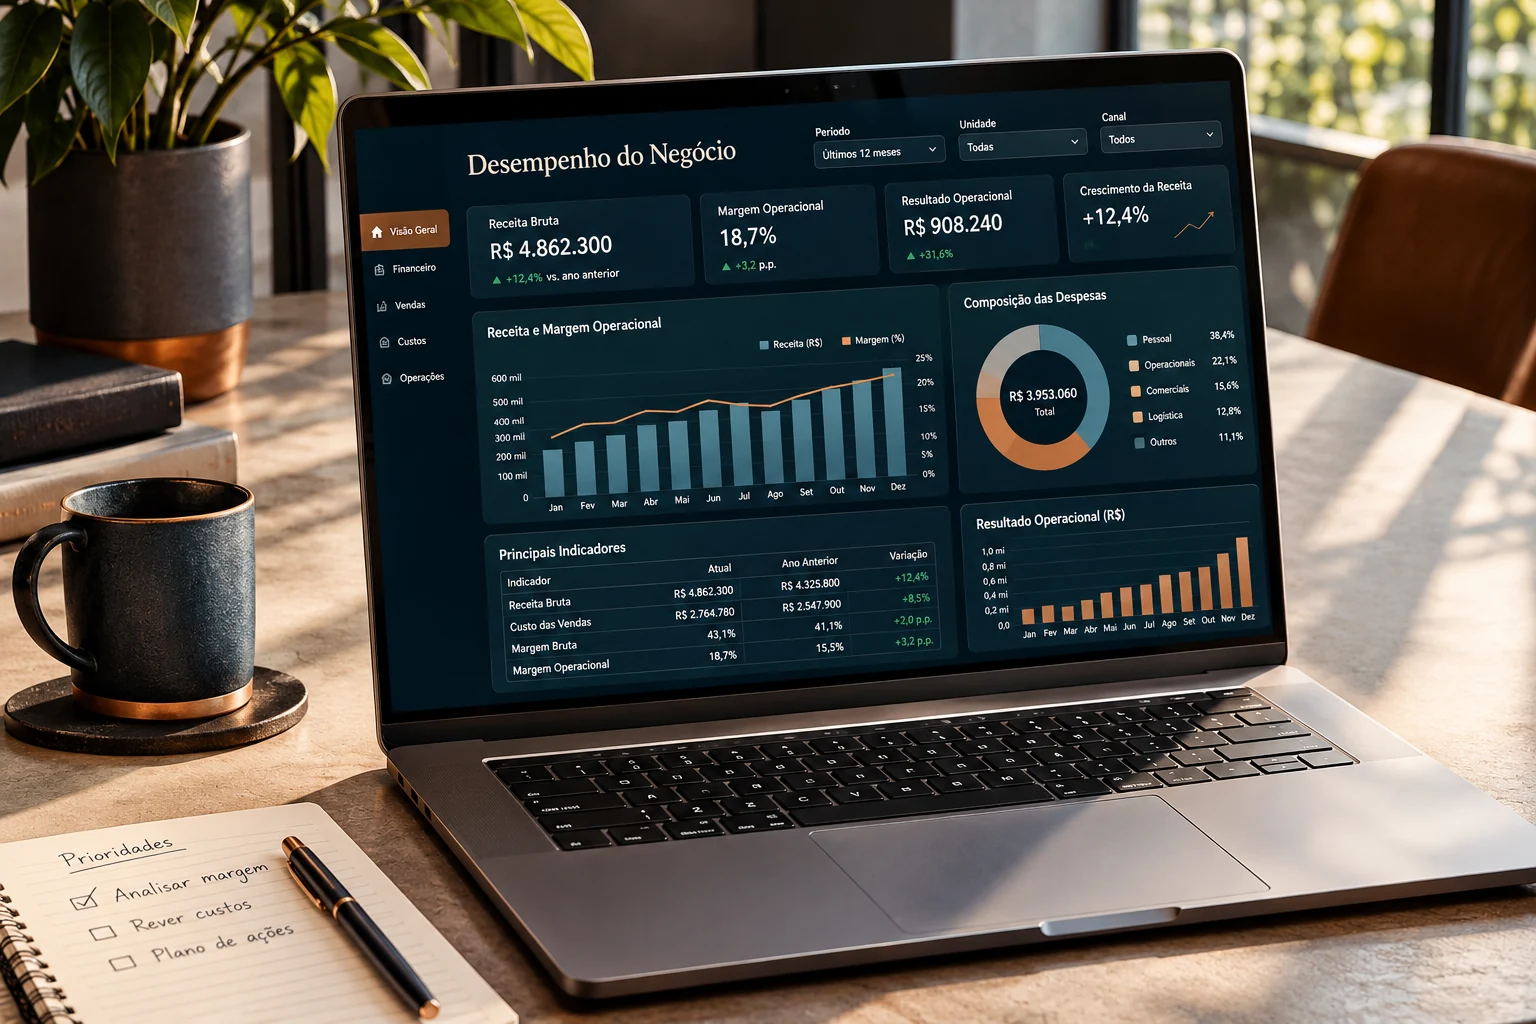 Desempenho do Negócio
Período
Últimos 12 meses
Unidade
Todas
Canal
Todos
Visão Geral
Financeiro
Vendas
Custos
Operações
Receita Bruta
R$ 4.862.300
+12,4% vs. ano anterior
Margem Operacional
18,7%
+3,2 p.p.
Resultado Operacional
R$ 908.240
+31,6%
Crescimento da Receita
+12,4%
Receita e Margem Operacional
Receita (R$) Margem (%)
600 mil
500 mil
400 mil
300 mil
200 mil
100 mil
0
25%
20%
15%
10%
5%
0%
Jan Fev Mar Abr Mai Jun Jul Ago Set Out Nov Dez
Composição das Despesas
R$ 3.953.060
Total
Pessoal 38,4%
Operacionais 22,1%
Comerciais 15,6%
Logística 12,8%
Outros 11,1%
Principais Indicadores
Indicador Atual Ano Anterior Variação
Receita Bruta R$ 4.862.300 R$ 4.325.800 +12,4%
Custo das Vendas R$ 2.764.780 R$ 2.547.900 +8,5%
Margem Bruta 43,1% 41,1% +2,0 p.p.
Margem Operacional 18,7% 15,5% +3,2 p.p.
Resultado Operacional (R$)
1,0 mi
0,8 mi
0,6 mi
0,4 mi
0,2 mi
0,0
Jan Fev Mar Abr Mai Jun Jul Ago Set Out Nov Dez
Prioridades
Analisar margem
Rever custos
Plano de ações